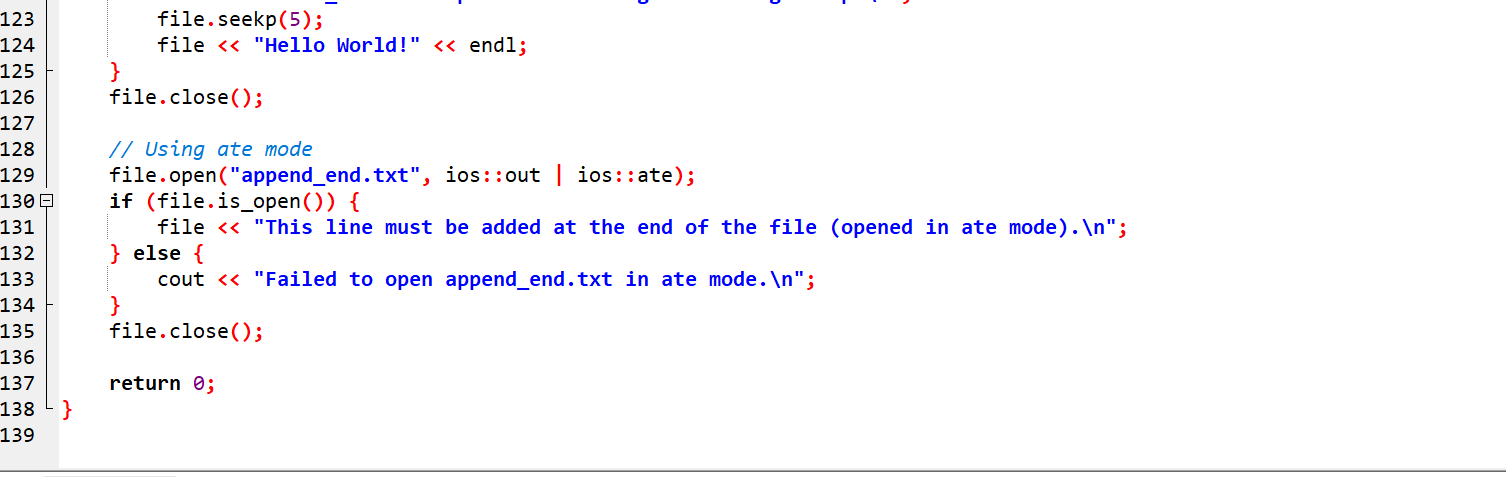 123 file.seekp(5);
124 file << "Hello World!" << endl;
125 }
126 file.close();
127
128 // Using ate mode
129 file.open("append_end.txt", ios::out | ios::ate);
130 if (file.is_open()) {
131 file << "This line must be added at the end of the file (opened in ate mode).\n";
132 } else {
133 cout << "Failed to open append_end.txt in ate mode.\n";
134 }
135 file.close();
136
137 return 0;
138 }
139